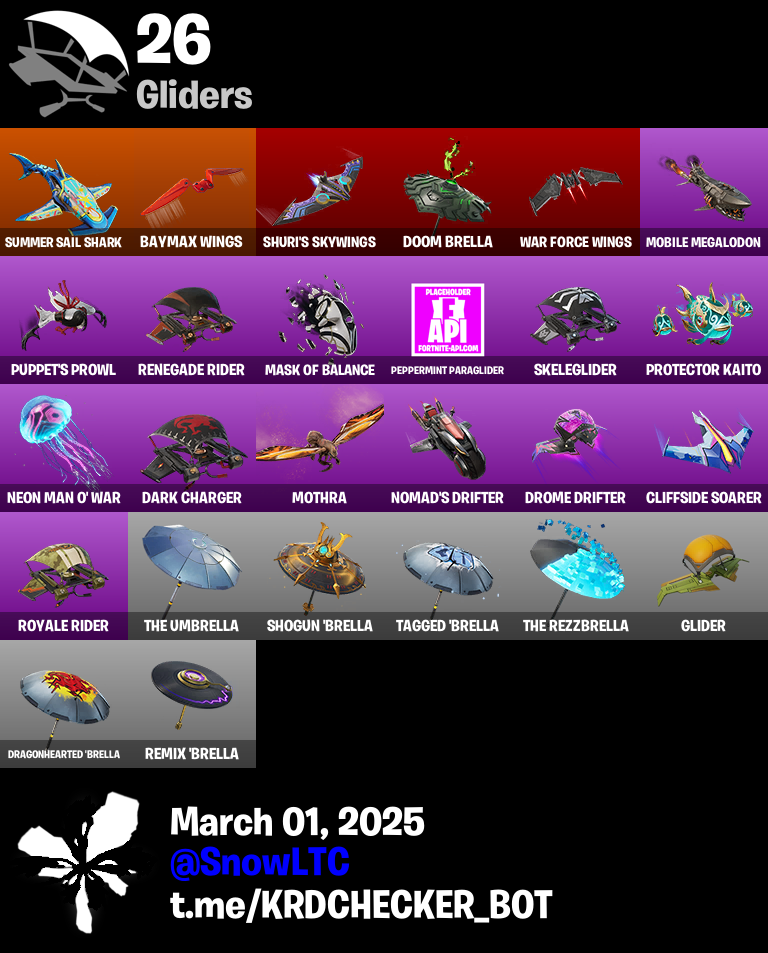 26
Gliders
SUMMER SAIL SHARK
BAYMAX WINGS
SHURI'S SKYWINGS
DOOM BRELLA
WAR FORCE WINGS
MOBILE MEGALODON
PUPPET'S PROWL
RENEGADE RIDER
MASK OF BALANCE
PLACEHOLDER
API
FORTNITE-API.COM
PEPPERMINT PARAGLIDER
SKELEGLIDER
PROTECTOR KAITO
NEON MAN O' WAR
DARK CHARGER
MOTHRA
NOMAD'S DRIFTER
DROME DRIFTER
CLIFFSIDE SOARER
ROYALE RIDER
THE UMBRELLA
SHOGUN 'BRELLA
TAGGED 'BRELLA
THE REZZBRELLA
GLIDER
DRAGONHEARTED 'BRELLA
REMIX 'BRELLA
March 01, 2025
@SnowLTC
t.me/KRDCHECKER_BOT